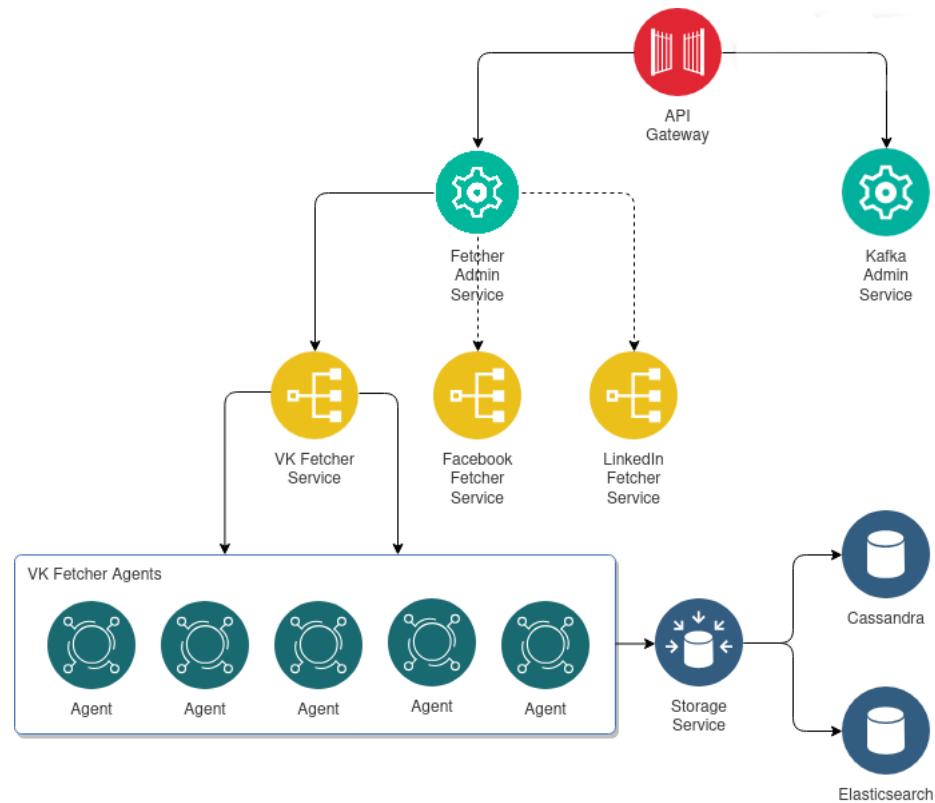 API
Gateway
Fetcher
Admin
Service
Kafka
Admin
Service
VK Fetcher
Service
Facebook
Fetcher
Service
LinkedIn
Fetcher
Service
VK Fetcher Agents
Agent
Agent
Agent
Agent
Agent
Storage
Service
Cassandra
Elasticsearch